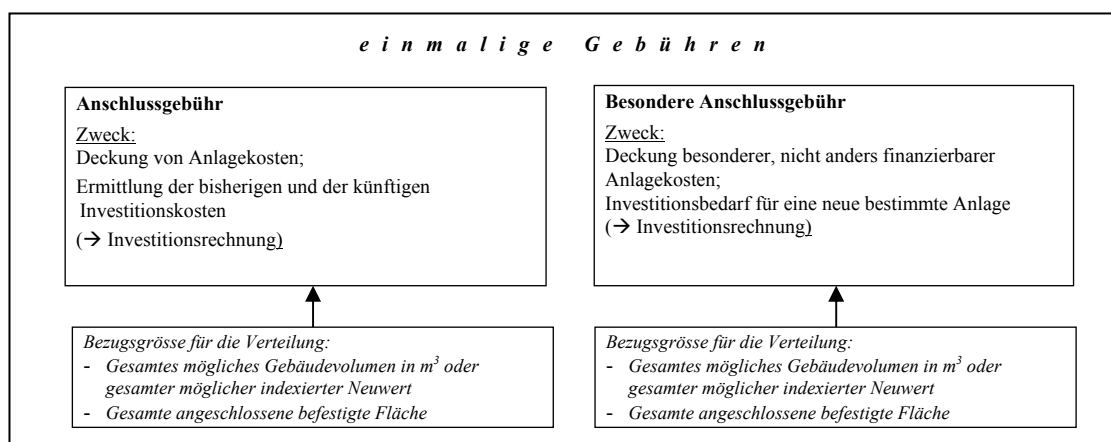 einmalige Gebühren
Anschlussgebühr
Zweck:
Deckung von Anlagekosten;
Ermittlung der bisherigen und der künftigen
Investitionskosten
(→ Investitionsrechnung)
Bezugsgrösse für die Verteilung:
- Gesamtes mögliches Gebäudevolumen in m³ oder
gesamter möglicher indexierter Neuwert
- Gesamte angeschlossene befestigte Fläche
Besondere Anschlussgebühr
Zweck:
Deckung besonderer, nicht anders finanzierbarer
Anlagekosten;
Investitionsbedarf für eine neue bestimmte Anlage
(→ Investitionsrechnung)
Bezugsgrösse für die Verteilung:
- Gesamtes mögliches Gebäudevolumen in m³ oder
gesamter möglicher indexierter Neuwert
- Gesamte angeschlossene befestigte Fläche